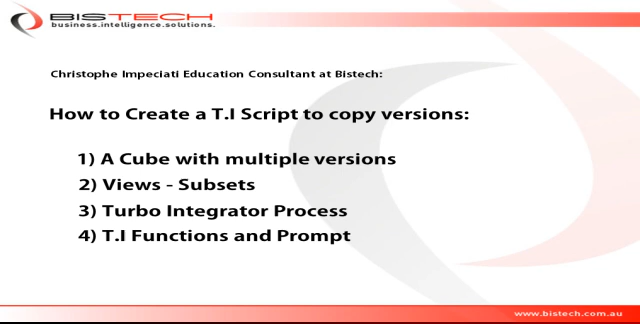 BISTECH
business.intelligence.solutions.
Christophe Impeciati Education Consultant at Bistech:
How to Create a T.I Script to copy versions:
1) A Cube with multiple versions
2) Views - Subsets
3) Turbo Integrator Process
4) T.I Functions and Prompt
www.bistech.com.au